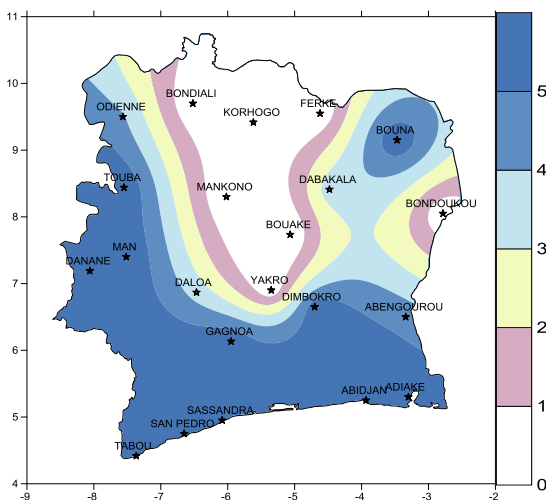 11
10
9
8
7
6
5
4
-9 -8 -7 -6 -5 -4 -3 -2
BONDIALI
ODIENNE
KORHOGO
FERKE
BOUNA
TOUBA
MANKONO
DABAKALA
BONDOUKOU
BOUAKE
MAN
DANANE
DALOA
YAKRO
DIMBOKRO
ABENGOUROU
GAGNOA
ABIDJAN
ADIAKE
SASSANDRA
SAN PEDRO
TABOU
5
4
3
2
1
0